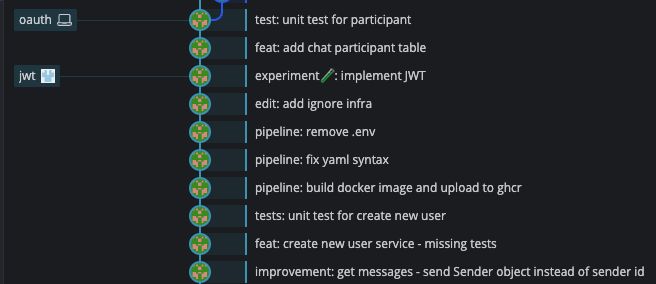 oauth test: unit test for participant
feat: add chat participant table
jwt experiment🧪: implement JWT
edit: add ignore infra
pipeline: remove .env
pipeline: fix yaml syntax
pipeline: build docker image and upload to ghcr
tests: unit test for create new user
feat: create new user service - missing tests
improvement: get messages - send Sender object instead of sender id